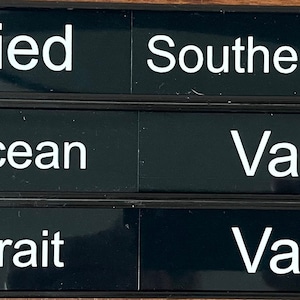 ied Southe
cean Va
rait Va